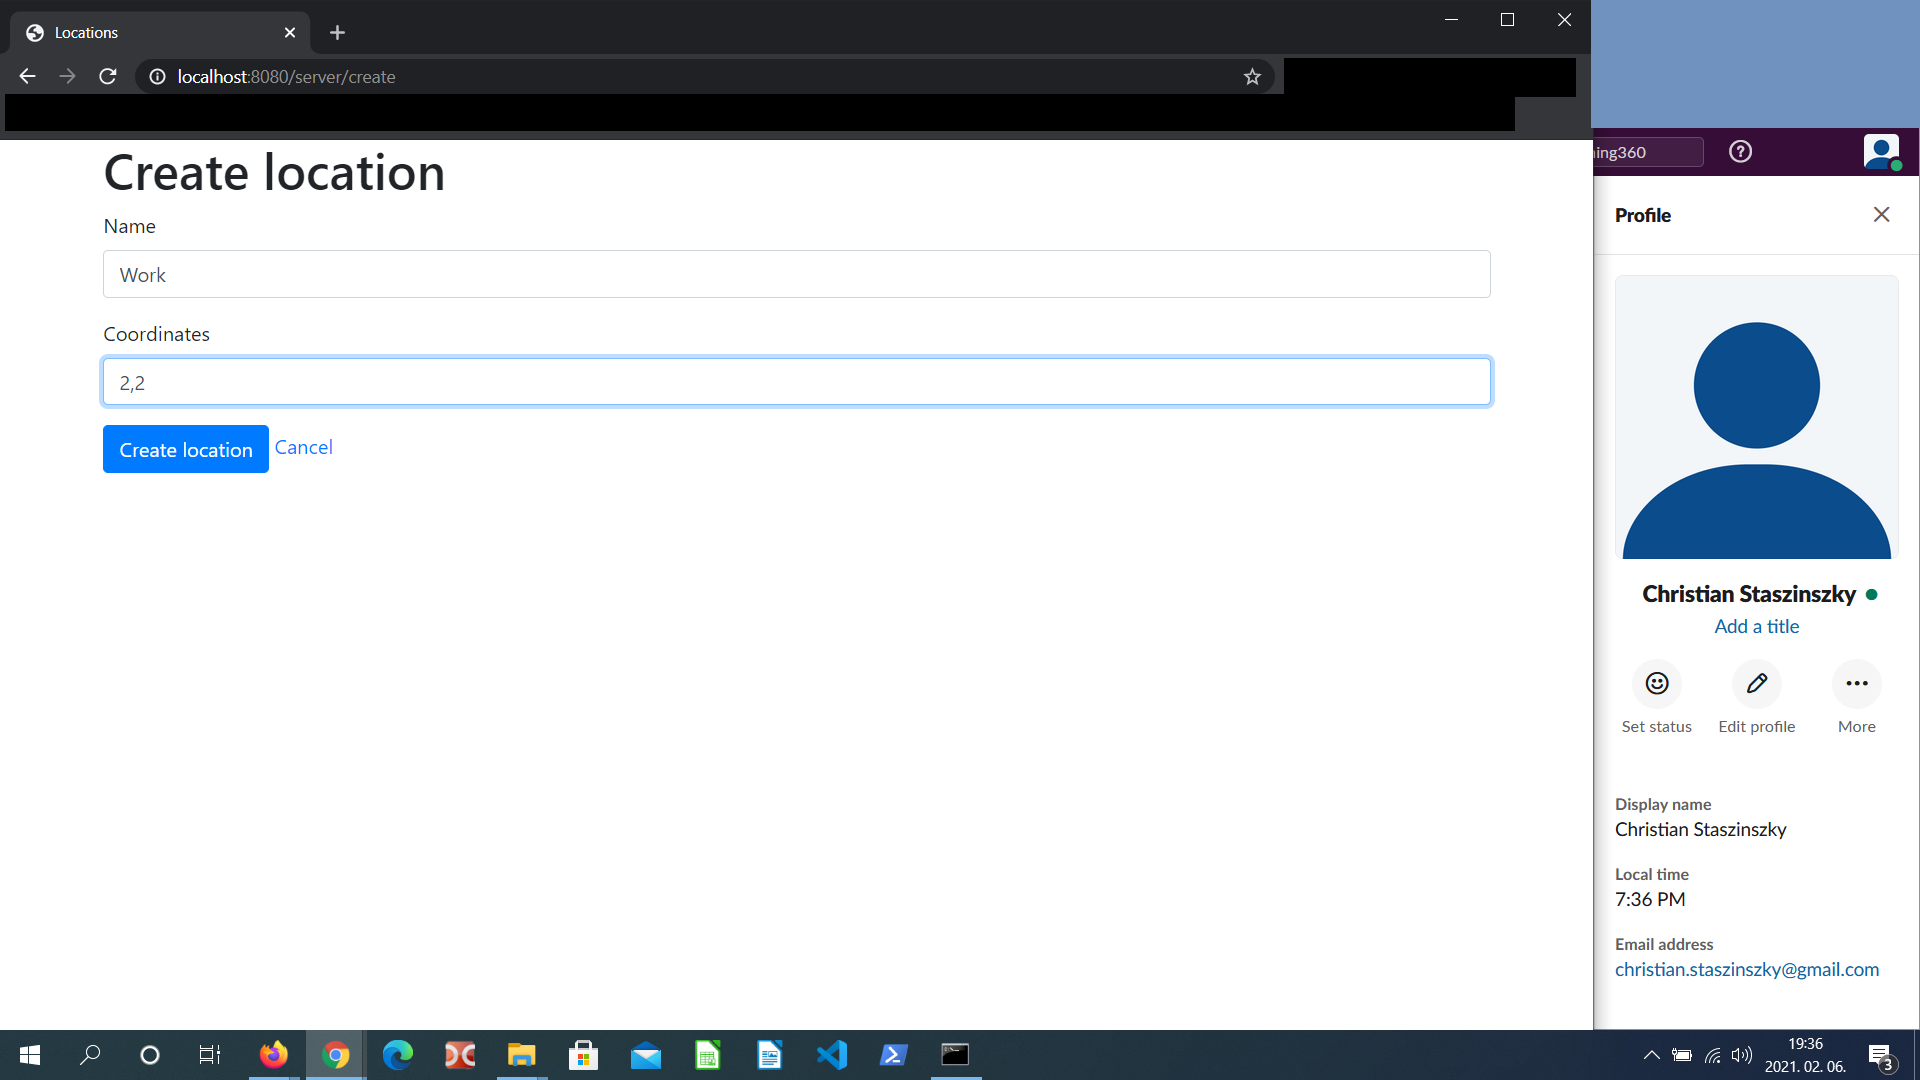 Locations
localhost:8080/server/create
Create location
Name
Work
Coordinates
2,2
Create location Cancel
ning360
Profile
Christian Staszinszky
Add a title
Set status Edit profile More
Display name
Christian Staszinszky
Local time
7:36 PM
Email address
christian.staszinszky@gmail.com
19:36
2021. 02. 06.
3